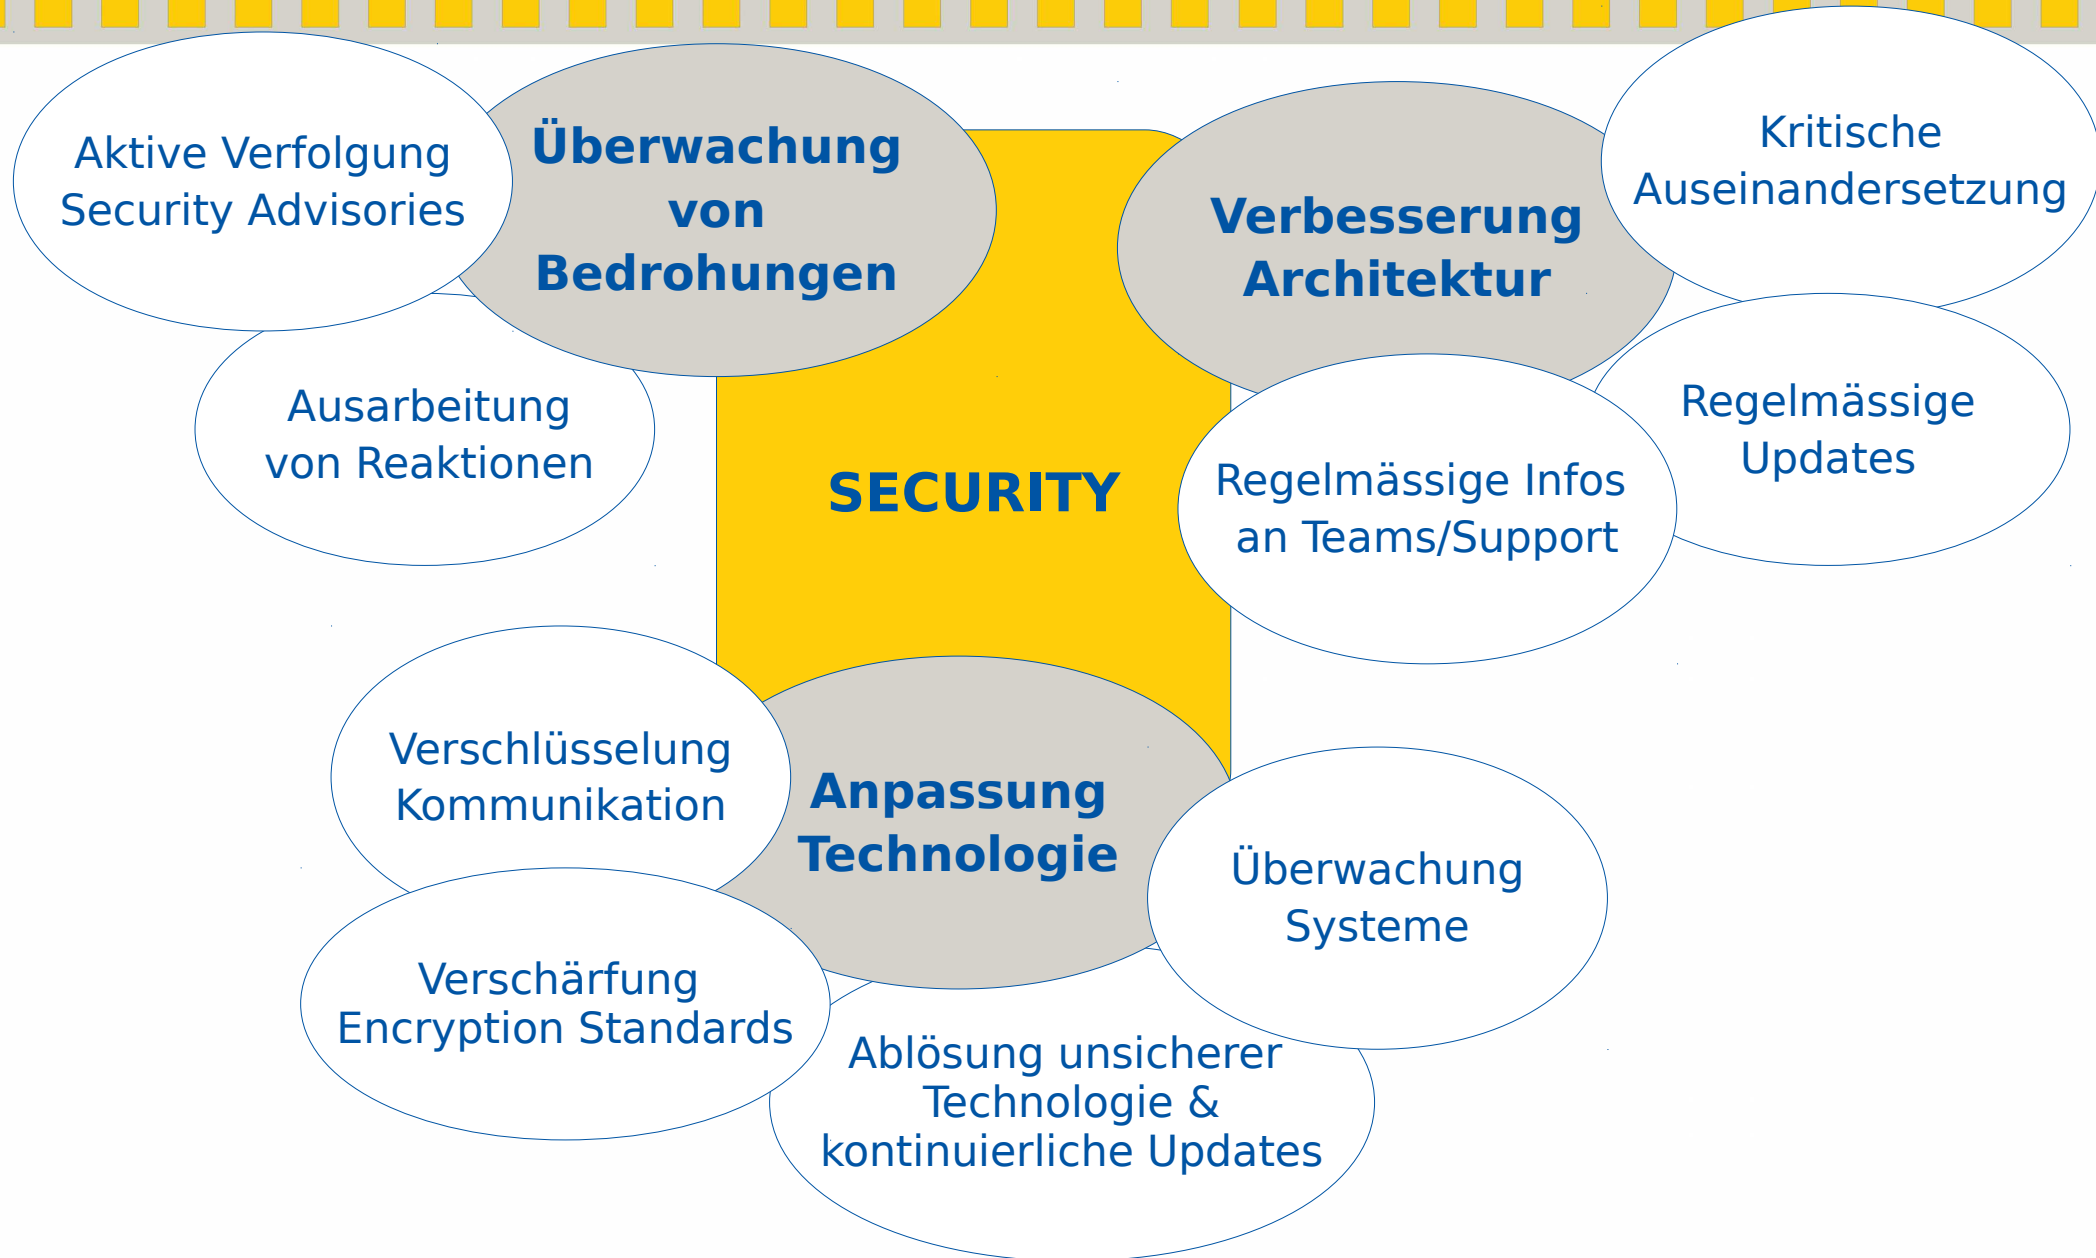 Aktive Verfolgung
Security Advisories
Überwachung
von
Bedrohungen
Ausarbeitung
von Reaktionen
Verbesserung
Architektur
Kritische
Auseinandersetzung
Regelmässige
Updates
Regelmässige Infos
an Teams/Support
SECURITY
Verschlüsselung
Kommunikation
Anpassung
Technologie
Überwachung
Systeme
Verschärfung
Encryption Standards
Ablösung unsicherer
Technologie &
kontinuierliche Updates